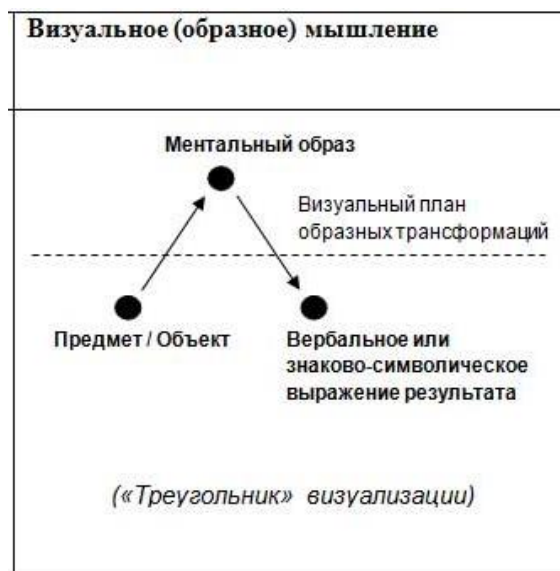 Визуальное (образное) мышление
Ментальный образ
Визуальный план
образных трансформаций
Предмет / Объект
Вербальное или
знаково-символическое
выражение результата
(«Треугольник» визуализации)